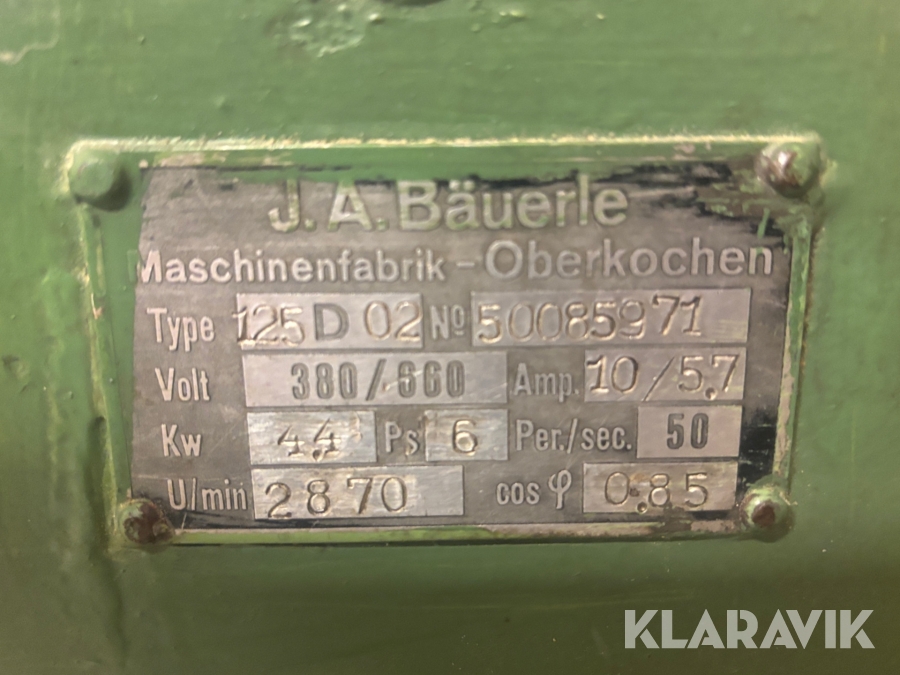 J.A.Bäuerle
Maschinenfabrik - Oberkochen
Type 125 D 02 No 50085971
Volt 380/660 Amp. 10/5.7
Kw 4.4 Ps 6 Per./sec. 50
U/min 2870 cos φ 0.85
KLARAVIK